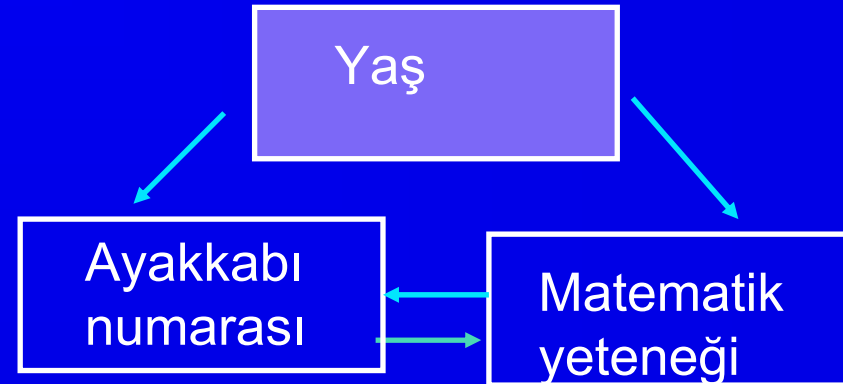 Yaş
Ayakkabı
numarası
Matematik
yeteneği